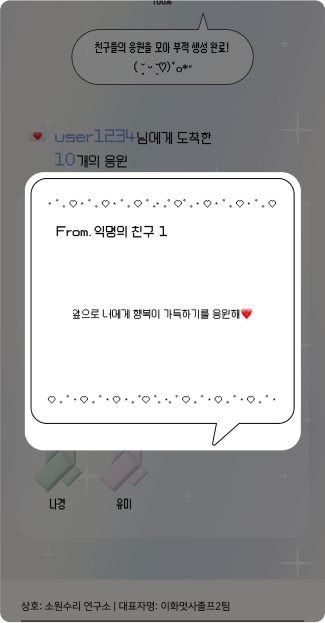 100%
친구들의 응원을 모아 부적 생성 완료!
( ˘͈ ᵕ ˘͈♡)˚๐*˟
user1234님에게 도착한
10개의 응원
From. 익명의 친구 1
앞으로 너에게 행복이 가득하기를 응원해❤️
나경 유미
상호: 소원수리 연구소 | 대표자명: 이화멋사졸프2팀